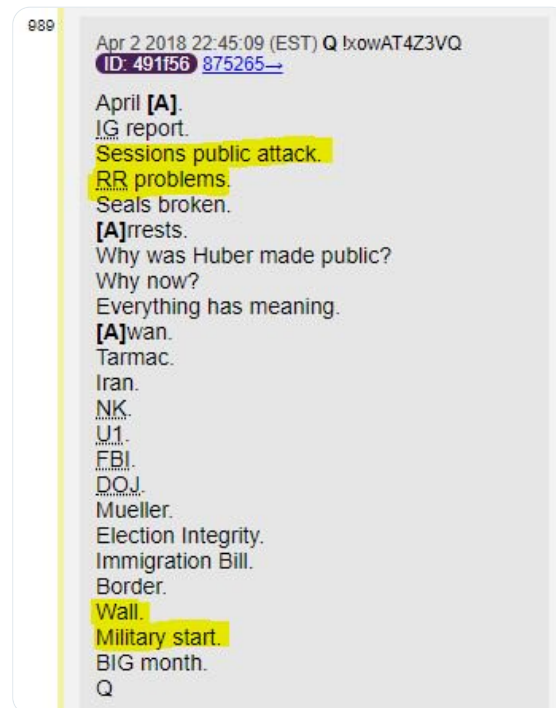 989
Apr 2 2018 22:45:09 (EST) Q !xowAT4Z3VQ
ID: 491f56 875265→
April [A].
IG report.
Sessions public attack.
RR problems.
Seals broken.
[A]rrests.
Why was Huber made public?
Why now?
Everything has meaning.
[A]wan.
Tarmac.
Iran.
NK.
U1.
FBI.
DOJ.
Mueller.
Election Integrity.
Immigration Bill.
Border.
Wall.
Military start.
BIG month.
Q